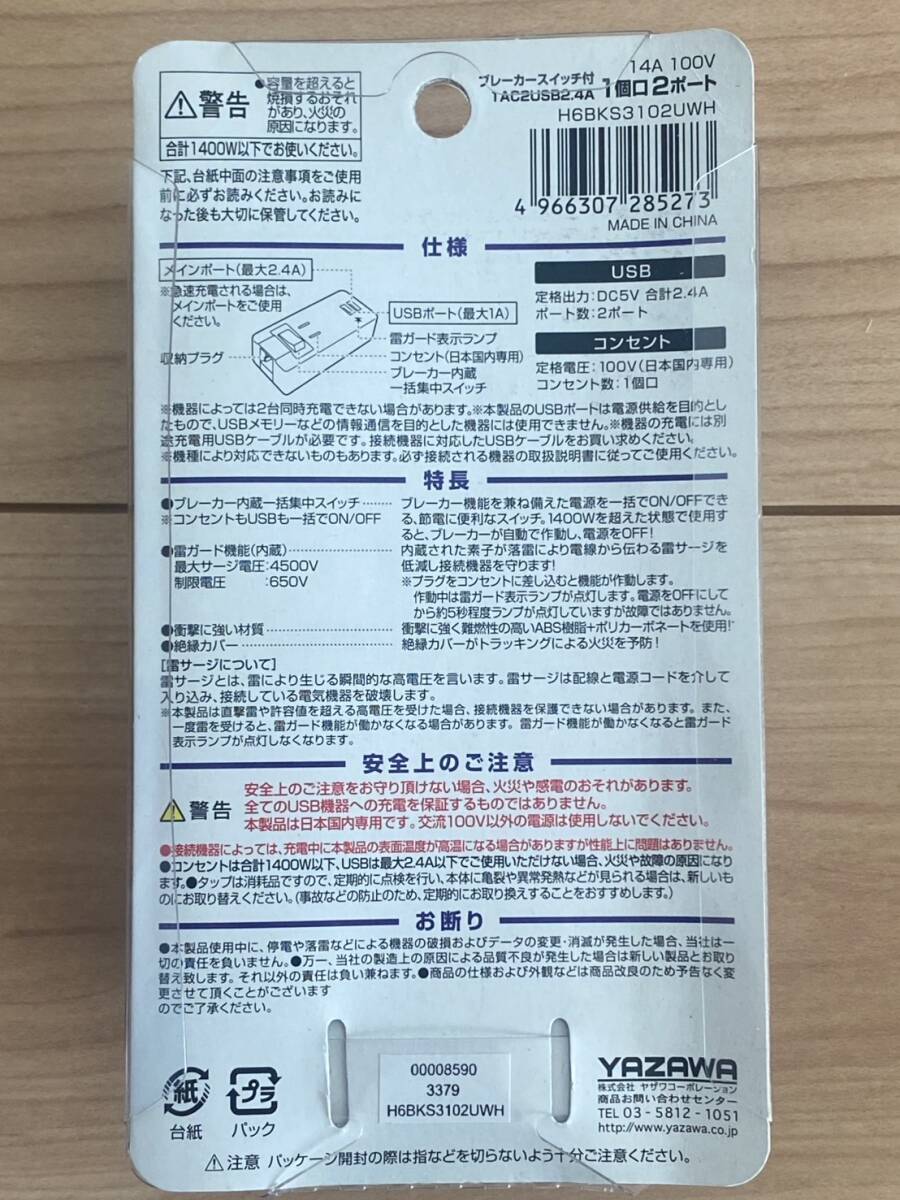 ⚠警告
●容量を超えると
焼損するおそれ
があり、火災の
原因になります。
合計1400W以下でお使いください。
下記、台紙中面の注意事項をご使用
前に必ずお読みください。お読みに
なった後も大切に保管してください。
14A 100V
ブレーカースイッチ付
1AC2USB2.4A 1個口2ポート
H6BKS3102UWH
4 966307 285273
MADE IN CHINA
仕様
メインポート(最大2.4A)
※急速充電される場合は、
メインポートをご使用
ください。
収納プラグ
USBポート(最大1A)
雷ガード表示ランプ
コンセント(日本国内専用)
ブレーカー内蔵
一括集中スイッチ
USB
定格出力:DC5V 合計2.4A
ポート数:2ポート
コンセント
定格電圧:100V(日本国内専用)
コンセント数:1個口
※機器によっては2台同時充電できない場合があります。※本製品のUSBポートは電源供給を目的とし
たもので、USBメモリーなどの情報通信を目的とした機器には使用できません。※機器の充電には別
途充電用USBケーブルが必要です。接続機器に対応したUSBケーブルをお買い求めください。
※機種により対応できないものもあります。必ず接続される機器の取扱説明書に従ってご使用ください。
特長
●ブレーカー内蔵一括集中スイッチ………
※コンセントもUSBも一括でON/OFF
ブレーカー機能を兼ね備えた電源を一括でON/OFFでき
る、節電に便利なスイッチ。1400Wを超えた状態で使用す
ると、ブレーカーが自動で作動し、電源をOFF!
●雷ガード機能(内蔵)………………
最大サージ電圧:4500V
制限電圧 :650V
内蔵された素子が落雷により電線から伝わる雷サージを
低減し接続機器を守ります!
※プラグをコンセントに差し込むと機能が作動します。
作動中は雷ガード表示ランプが点灯します。電源をOFFにして
から約5秒程度ランプが点灯していますが故障ではありません。
●衝撃に強い材質………………… 衝撃に強く難燃性の高いABS樹脂+ポリカーボネートを使用!
●絶縁カバー……………………… 絶縁カバーがトラッキングによる火災を予防!
[雷サージについて]
雷サージとは、雷により生じる瞬間的な高電圧を言います。雷サージは配線と電源コードを介して
入り込み、接続している電気機器を破壊します。
※本製品は直撃雷や許容値を超える高電圧を受けた場合、接続機器を保護できない場合があります。また、
一度雷を受けると、雷ガード機能が働かなくなる場合があります。雷ガード機能が働かなくなると雷ガード
表示ランプが点灯しなくなります。
安全上のご注意
⚠警告
安全上のご注意をお守り頂けない場合、火災や感電のおそれがあります。
全てのUSB機器への充電を保証するものではありません。
本製品は日本国内専用です。交流100V以外の電源は使用しないでください。
●接続機器によっては、充電中に本製品の表面温度が高温になる場合がありますが性能上に問題はありません。
●コンセントは合計1400W以下、USBは最大2.4A以下でご使用いただけない場合、火災や故障の原因になり
ます。●タップは消耗品ですので、定期的に点検を行い、本体に亀裂や異常発熱などが見られる場合は、新しいも
のにお取り替えください。(事故などの防止のため、定期的にお取り換えすることをおすすめします。)
お断り
●本製品使用中に、停電や落雷などによる機器の破損およびデータの変更・消滅が発生した場合、当社は一
切の責任を負いません。●万一、当社の製造上の原因による品質不良が発生した場合は新しい製品とお取り
替え致します。それ以外の責任は負い兼ねます。●商品の仕様および外観などは商品改良のため予告なく変
更させて頂くことがございます
のでご了承ください。
紙
台紙
プラ
パック
00008590
3379
H6BKS3102UWH
YAZAWA
株式会社 ヤザワコーポレーション
商品お問い合わせセンター
TEL 03-5812-1051
http://www.yazawa.co.jp
⚠注意 パッケージ開封の際は指などを切らないよう十分ご注意ください。